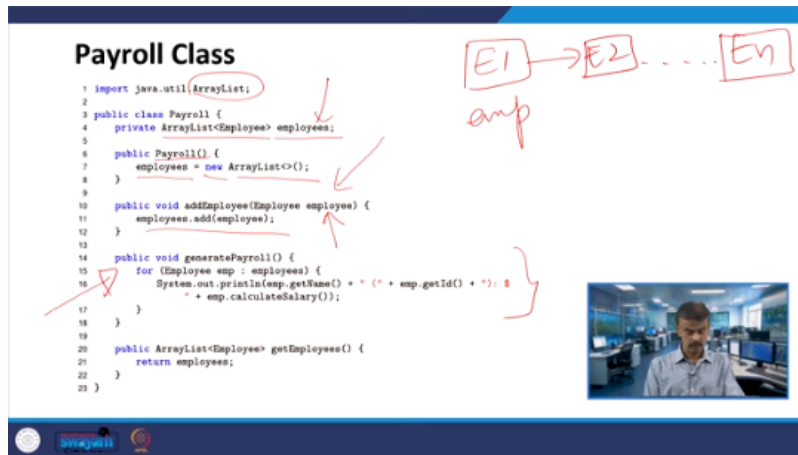 Payroll Class
E1 → E2 ..... En
emp
1 import java.util.ArrayList;
2
3 public class Payroll {
4 private ArrayList<Employee> employees;
5
6 public Payroll() {
7 employees = new ArrayList<>();
8 }
9
10 public void addEmployee(Employee employee) {
11 employees.add(employee);
12 }
13
14 public void generatePayroll() {
15 for (Employee emp : employees) {
16 System.out.println(emp.getName() + " (" + emp.getId() + "): $
" + emp.calculateSalary());
17 }
18 }
19
20 public ArrayList<Employee> getEmployees() {
21 return employees;
22 }
23 }
swayam